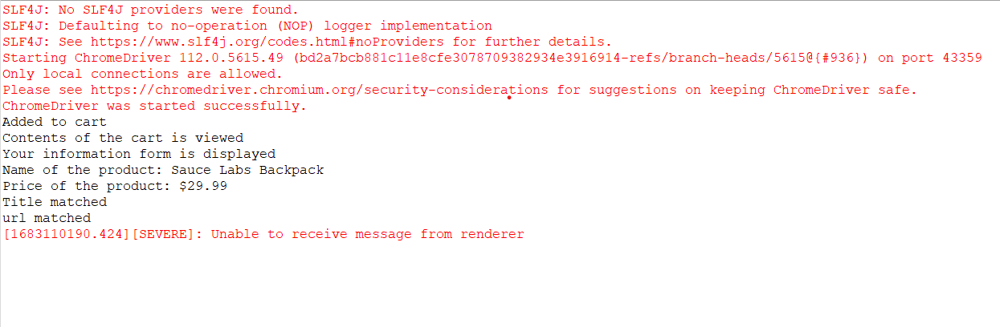 SLF4J: No SLF4J providers were found.
SLF4J: Defaulting to no-operation (NOP) logger implementation
SLF4J: See https://www.slf4j.org/codes.html#noProviders for further details.
Starting ChromeDriver 112.0.5615.49 (bd2a7bcb881c11e8cfe3078709382934e3916914-refs/branch-heads/5615@{#936}) on port 43359
Only local connections are allowed.
Please see https://chromedriver.chromium.org/security-considerations for suggestions on keeping ChromeDriver safe.
ChromeDriver was started successfully.
Added to cart
Contents of the cart is viewed
Your information form is displayed
Name of the product: Sauce Labs Backpack
Price of the product: $29.99
Title matched
url matched
[1683110190.424][SEVERE]: Unable to receive message from renderer